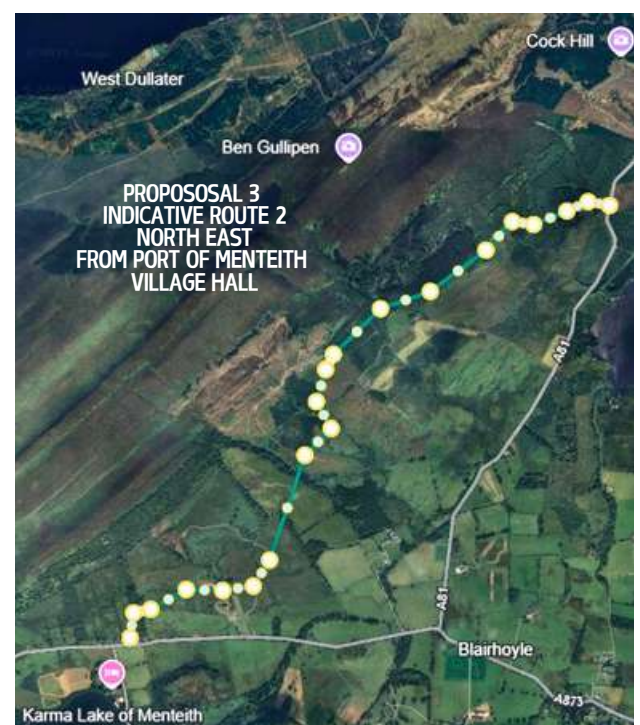 Cock Hill
West Dullater
Ben Gullipen
PROPOSOSAL 3
INDICATIVE ROUTE 2
NORTH EAST
FROM PORT OF MENTEITH
VILLAGE HALL
A81
A81
Blairhoyle
A873
Karma Lake of Menteith